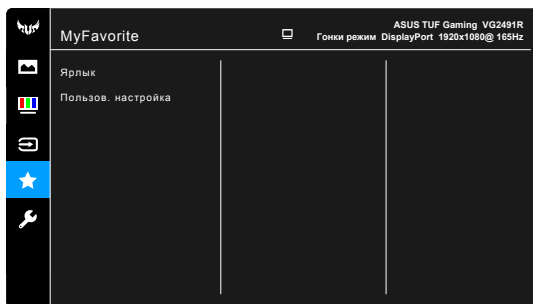 ASUS TUF Gaming VG2491R
MyFavorite
Гонки режим DisplayPort 1920x1080@ 165Hz
Ярлык
Пользов. настройка